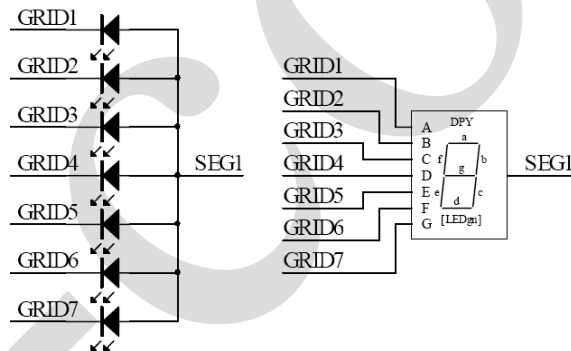 GRID1
GRID2
GRID3
GRID4
GRID5
GRID6
GRID7
SEG1
GRID1
GRID2
GRID3
GRID4
GRID5
GRID6
GRID7
A
B
C
D
E
F
G
DPY
a
f b
g
e c
d
[LEDgn]
SEG1